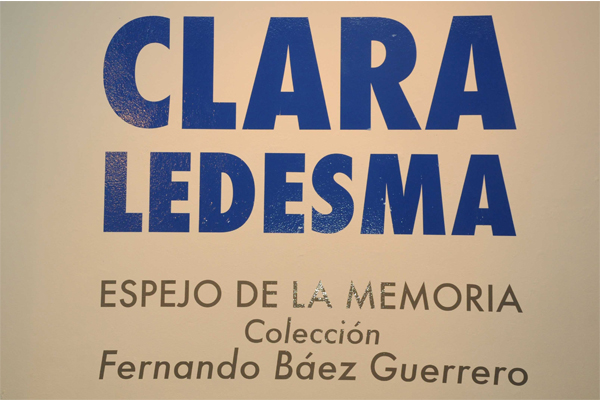 CLARA
LEDESMA
ESPEJO DE LA MEMORIA
Colección
Fernando Báez Guerrero